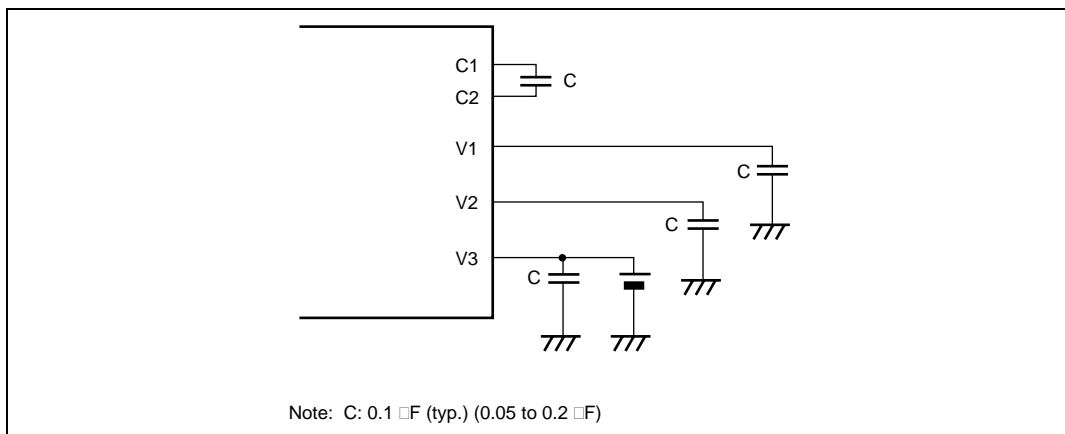 C1
C
C2
V1
C
V2
C
V3
C
Note: C: 0.1 □F (typ.) (0.05 to 0.2 □F)